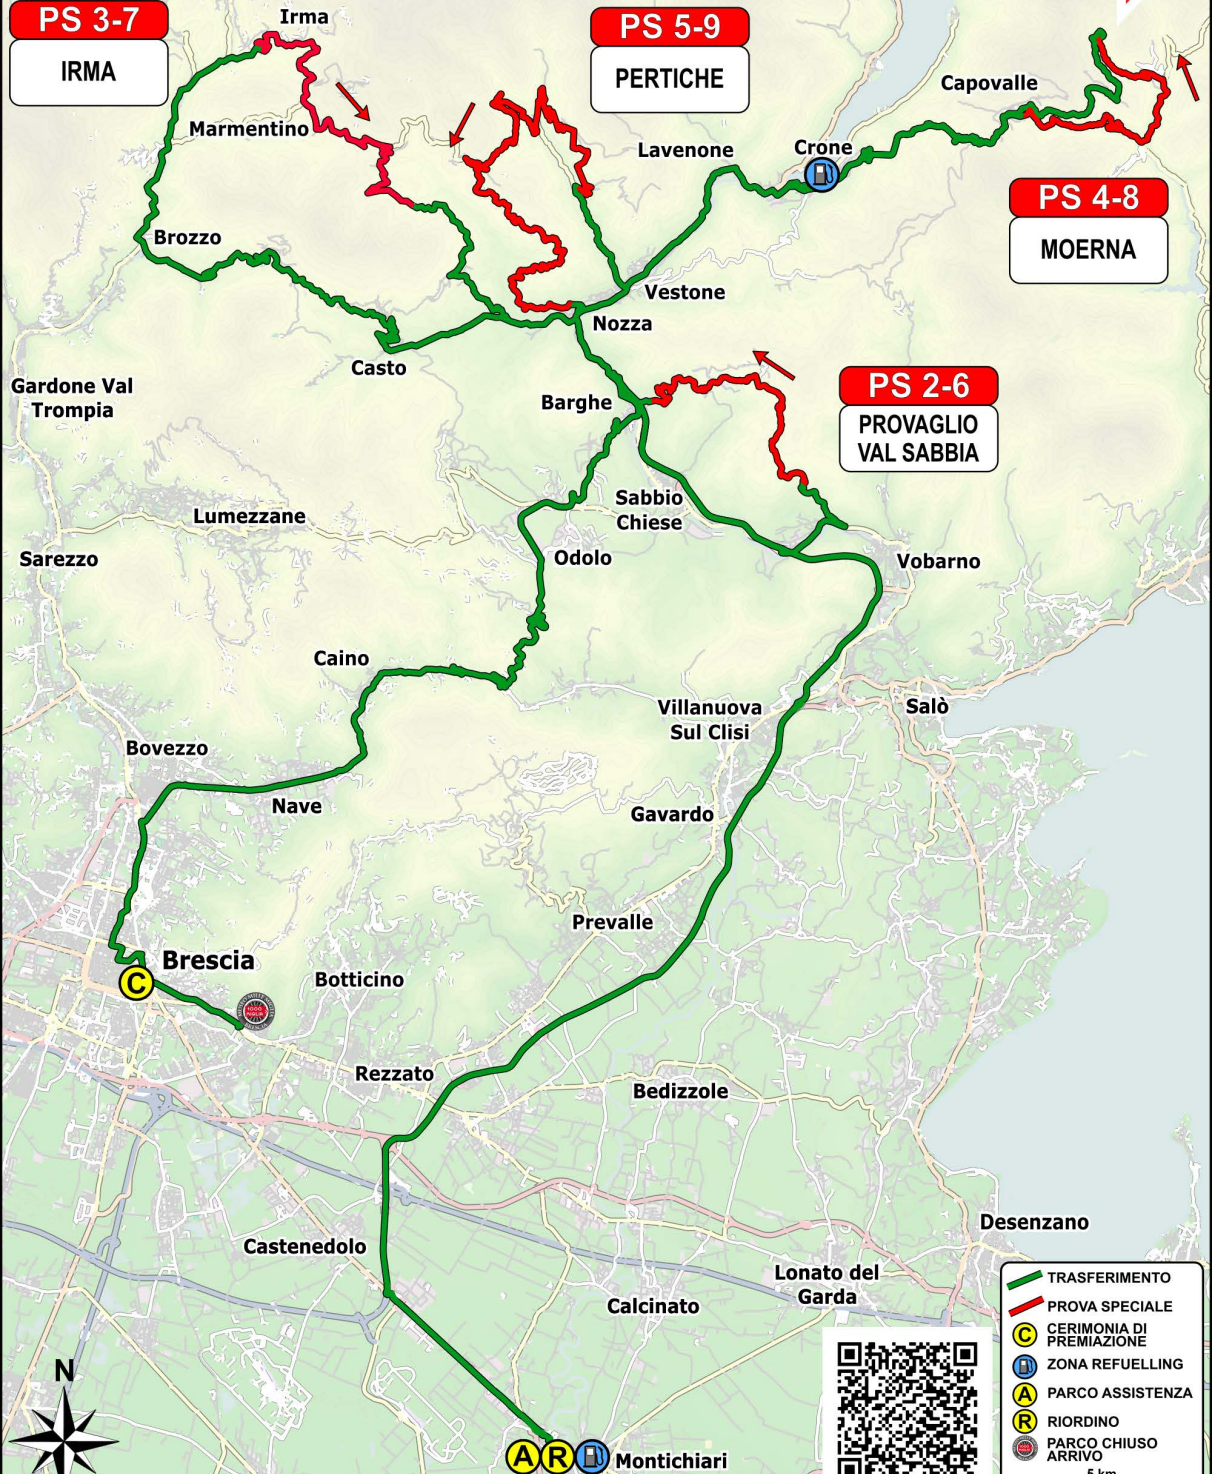 PS 3-7
IRMA
Irma
PS 5-9
PERTICHE
Capovalle
Marmentino
Lavenone
Crone
PS 4-8
MOERNA
Brozzo
Vestone
Nozza
Casto
Gardone Val
Trompia
Barghe
PS 2-6
PROVAGLIO
VAL SABBIA
Sabbio
Chiese
Lumezzane
Sarezzo
Odolo
Vobarno
Caino
Villanuova
Sul Clisi
Salò
Bovezzo
Nave
Gavardo
Prevalle
Brescia
C
Botticino
1000
MIGLIA
Rezzato
Bedizzole
Desenzano
Castenedolo
Lonato del
Garda
Calcinato
TRASFERIMENTO
PROVA SPECIALE
C CERIMONIA DI
PREMIAZIONE
ZONA REFUELLING
A PARCO ASSISTENZA
R RIORDINO
PARCO CHIUSO
ARRIVO
5 km
N
A R Montichiari